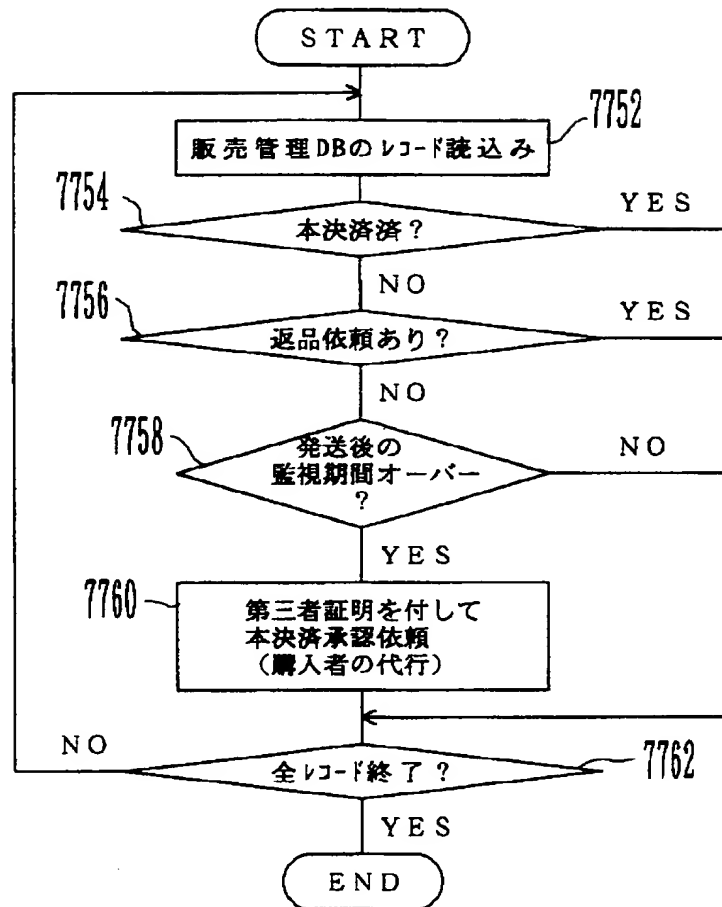 START
7752
販売管理DBのレコード読込み
7754
本決済済？
YES
NO
7756
返品依頼あり？
YES
NO
7758
発送後の
監視期間オーバー
？
NO
YES
7760
第三者証明を付して
本決済承認依頼
（購入者の代行）
NO
全レコード終了？
7762
YES
END